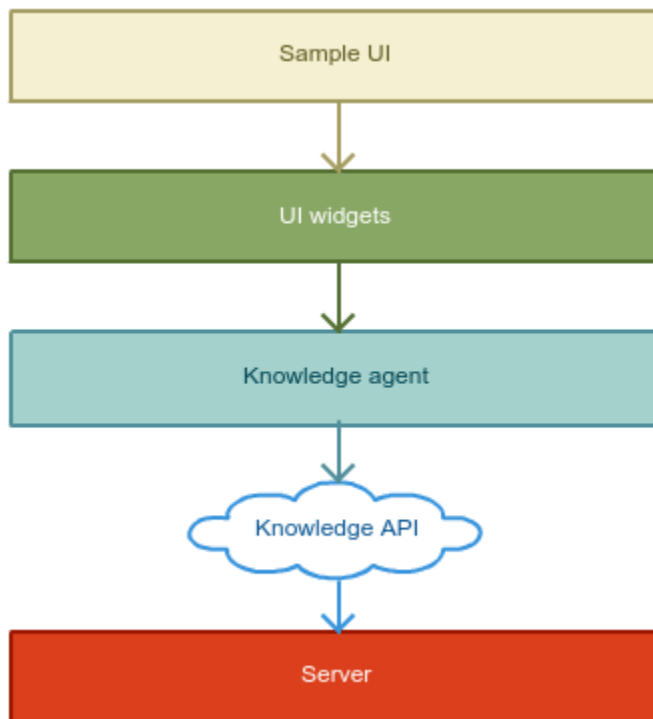 Sample UI
UI widgets
Knowledge agent
Knowledge API
Server